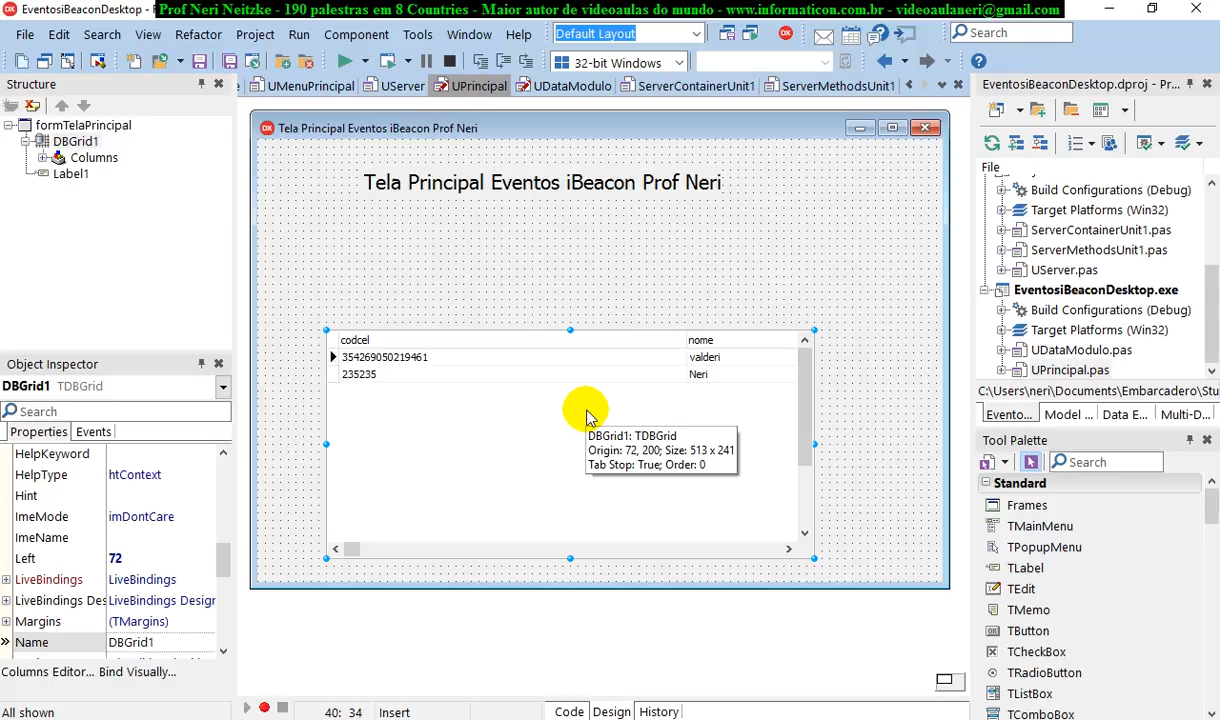 EventosiBeaconDesktop - E
Prof Neri Neitzke - 190 palestras em 8 Countries - Maior autor de videoaulas do mundo - www.informaticon.com.br - videoaulaneri@gmail.com
File Edit Search View Refactor Project Run Component Tools Window Help
Default Layout
Search
32-bit Windows
Structure
UMenuPrincipal UServer UPrincipal UDataModulo ServerContainerUnit1 ServerMethodsUnit1
EventosiBeaconDesktop.dproj - Pr...
formTelaPrincipal
DBGrid1
Columns
Label1
Tela Principal Eventos iBeacon Prof Neri
Tela Principal Eventos iBeacon Prof Neri
codcel nome
354269050219461 valderi
235235 Neri
DBGrid1: TDBGrid
Origin: 72, 200; Size: 513 x 241
Tab Stop: True; Order: 0
File
Build Configurations (Debug)
Target Platforms (Win32)
ServerContainerUnit1.pas
ServerMethodsUnit1.pas
UServer.pas
EventosiBeaconDesktop.exe
Build Configurations (Debug)
Target Platforms (Win32)
UDataModulo.pas
UPrincipal.pas
C:\Users\neri\Documents\Embarcadero\Stu
Evento... Model ... Data E... Multi-D...
Object Inspector
DBGrid1 TDBGrid
Search
Properties Events
HelpKeyword
HelpType htContext
Hint
ImeMode imDontCare
ImeName
Left 72
LiveBindings LiveBindings
LiveBindings Des LiveBindings Design
Margins (TMargins)
Name DBGrid1
Columns Editor... Bind Visually...
All shown
Tool Palette
Search
Standard
Frames
TMainMenu
TPopupMenu
TLabel
TEdit
TMemo
TButton
TCheckBox
TRadioButton
TListBox
TComboBox
40: 34 Insert
Code Design History